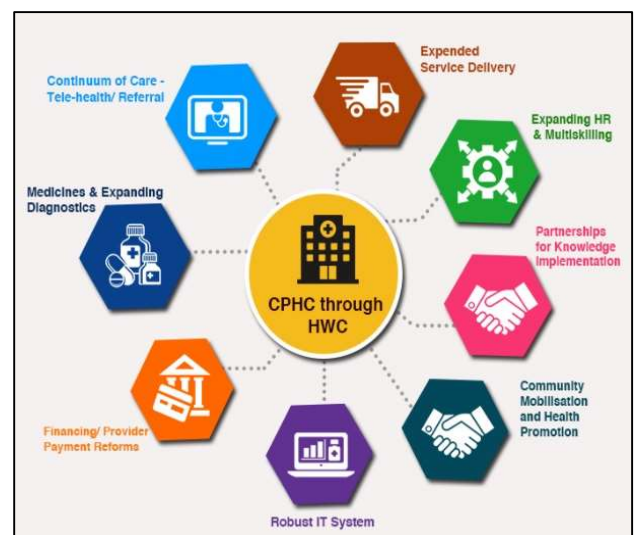 Expended
Service Delivery
Continuum of Care -
Tele-health/ Referral
Expanding HR
& Multiskilling
Medicines & Expanding
Diagnostics
Partnerships
for Knowledge
Implementation
CPHC through
HWC
Community
Mobilisation
and Health
Promotion
Financing/ Provider
Payment Reforms
Robust IT System